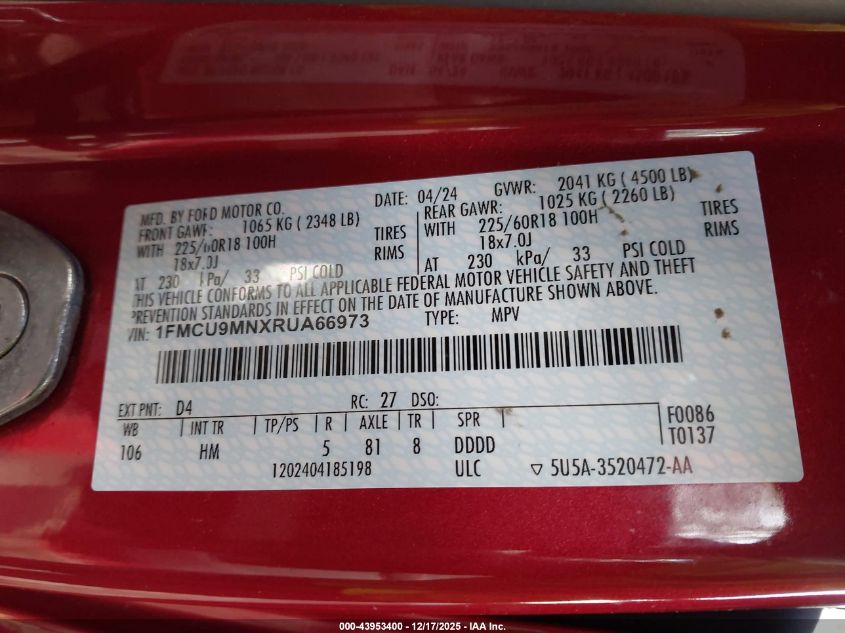 MFD. BY FORD MOTOR CO. DATE: 04/24 GVWR: 2041 KG ( 4500 LB)
FRONT GAWR: 1065 KG ( 2348 LB) REAR GAWR: 1025 KG ( 2260 LB)
WITH 225/60R18 100H TIRES WITH 225/60R18 100H TIRES
18x7.0J RIMS 18x7.0J RIMS
AT 230 kPa/ 33 PSI COLD AT 230 kPa/ 33 PSI COLD
THIS VEHICLE CONFORMS TO ALL APPLICABLE FEDERAL MOTOR VEHICLE SAFETY AND THEFT
PREVENTION STANDARDS IN EFFECT ON THE DATE OF MANUFACTURE SHOWN ABOVE.
VIN: 1FMCU9MNXRUA66973 TYPE: MPV
EXT PNT: D4 RC: 27 DSO: F0086
WB INT TR TP/PS R AXLE TR SPR T0137
106 HM 5 81 8 DDDD
1202404185198 ULC ▽ 5U5A-3520472-AA
000-43953400 - 12/17/2025 - IAA Inc.